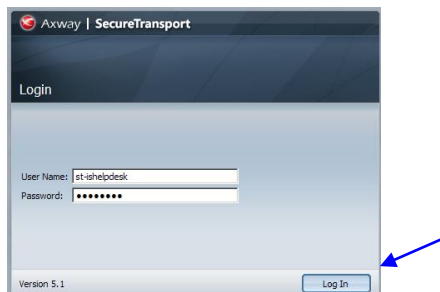 Axway | SecureTransport
Login
User Name: st-ishelpdesk
Password: ••••••••
Version 5.1 Log In